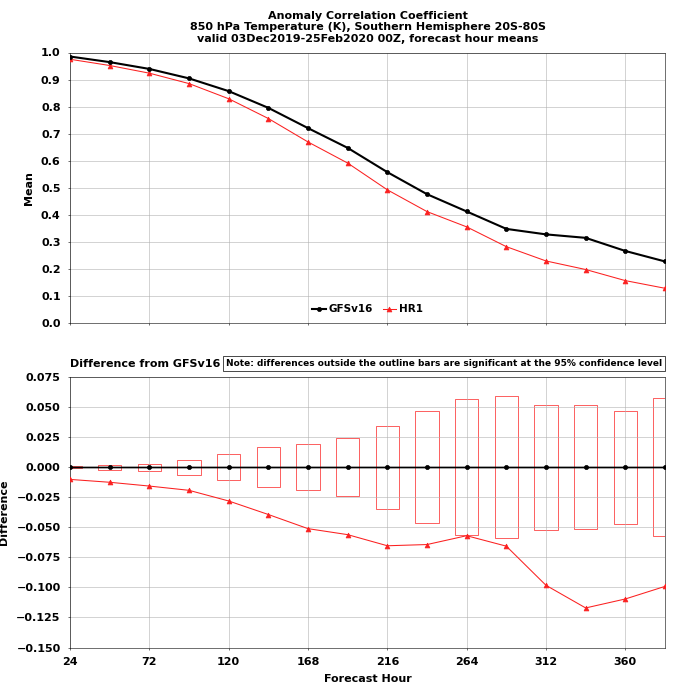 Anomaly Correlation Coefficient
850 hPa Temperature (K), Southern Hemisphere 20S-80S
valid 03Dec2019-25Feb2020 00Z, forecast hour means
1.0
0.9
0.8
0.7
0.6
0.5
0.4
0.3
0.2
0.1
0.0
Mean
GFSv16 HR1
Difference from GFSv16 Note: differences outside the outline bars are significant at the 95% confidence level
0.075
0.050
0.025
0.000
−0.025
−0.050
−0.075
−0.100
−0.125
−0.150
Difference
24 72 120 168 216 264 312 360
Forecast Hour